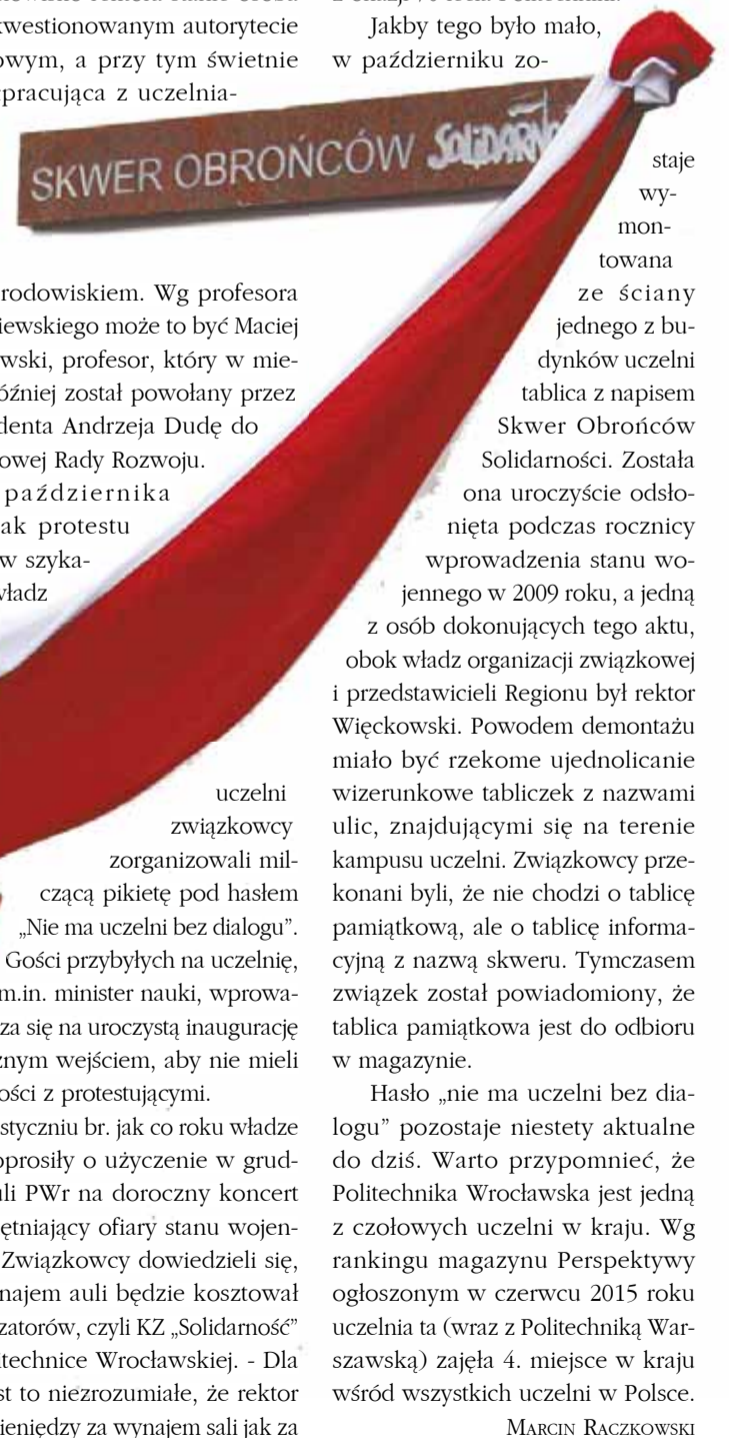 kwestionowanym autorytecie
owym, a przy tym świetnie
pracująca z uczelnia-
SKWER OBROŃCÓW SOLIDARNO
rodowiskiem. Wg profesora
iewskiego może to być Maciej
wski, profesor, który w mie-
óźniej został powołany przez
denta Andrzeja Dudę do
owej Rady Rozwoju.
października
ak protestu
w szyka-
władz
uczelni
związkowcy
zorganizowali mil-
czącą pikietę pod hasłem
„Nie ma uczelni bez dialogu”.
Gości przybyłych na uczelnię,
m.in. minister nauki, wprowa-
za się na uroczystą inaugurację
znym wejściem, aby nie mieli
ości z protestującymi.
styczniu br. jak co roku władze
oprosiły o użyczenie w grud-
uli PWr na doroczny koncert
ętniający ofiary stanu wojen-
Związkowcy dowiedzieli się,
najem auli będzie kosztował
zatorów, czyli KZ „Solidarność”
litechnice Wrocławskiej. - Dla
st to niezrozumiałe, że rektor
ieniędzy za wynajem sali jak za
Jakby tego było mało,
w październiku zo-
staje
wy-
mon-
towana
ze ściany
jednego z bu-
dynków uczelni
tablica z napisem
Skwer Obrońców
Solidarności. Została
ona uroczyście odsło-
nięta podczas rocznicy
wprowadzenia stanu wo-
jennego w 2009 roku, a jedną
z osób dokonujących tego aktu,
obok władz organizacji związkowej
i przedstawicieli Regionu był rektor
Więckowski. Powodem demontażu
miało być rzekome ujednolicanie
wizerunkowe tabliczek z nazwami
ulic, znajdującymi się na terenie
kampusu uczelni. Związkowcy prze-
konani byli, że nie chodzi o tablicę
pamiątkową, ale o tablicę informa-
cyjną z nazwą skweru. Tymczasem
związek został powiadomiony, że
tablica pamiątkowa jest do odbioru
w magazynie.
Hasło „nie ma uczelni bez dia-
logu” pozostaje niestety aktualne
do dziś. Warto przypomnieć, że
Politechnika Wrocławska jest jedną
z czołowych uczelni w kraju. Wg
rankingu magazynu Perspektywy
ogłoszonym w czerwcu 2015 roku
uczelnia ta (wraz z Politechniką War-
szawską) zajęła 4. miejsce w kraju
wśród wszystkich uczelni w Polsce.
MARCIN RACZKOWSKI